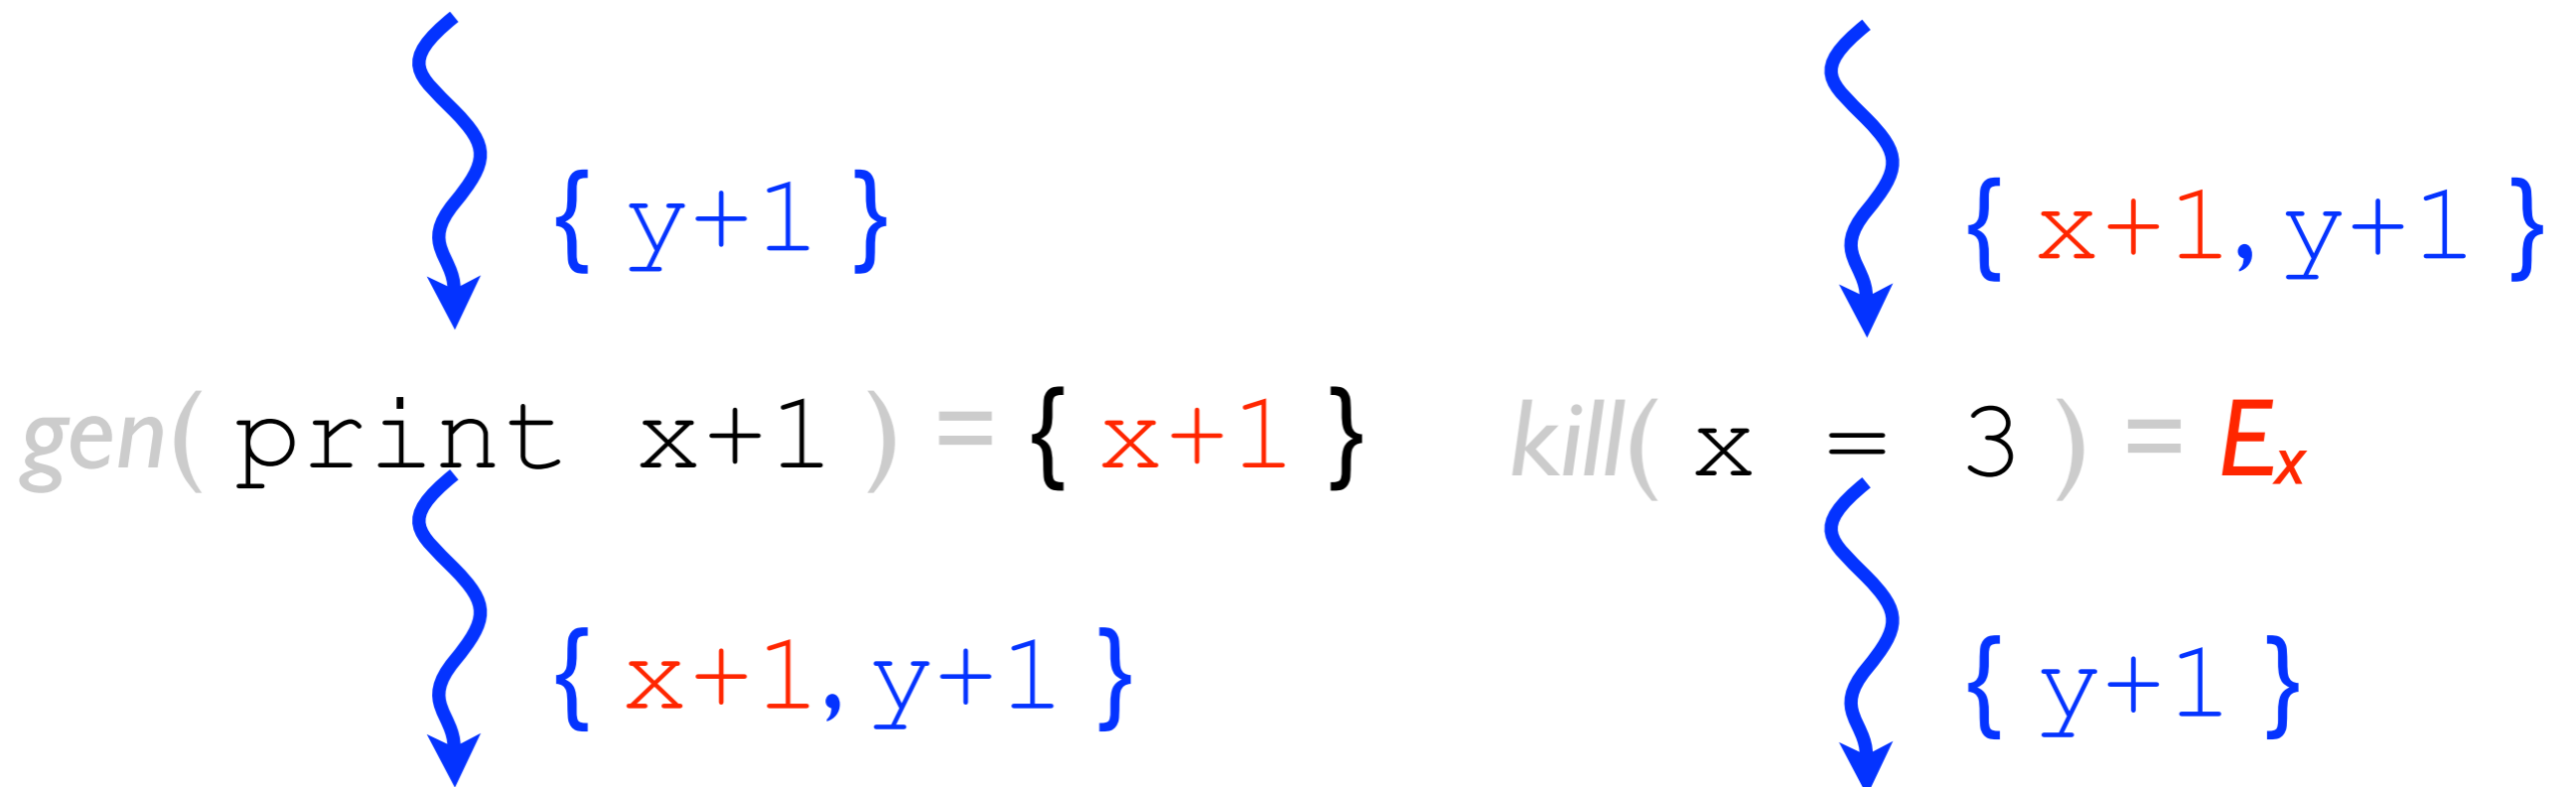 { y+1 }
{ x+1, y+1 }
gen( print x+1 ) = { x+1 }
kill( x = 3 ) = Ex
{ x+1, y+1 }
{ y+1 }